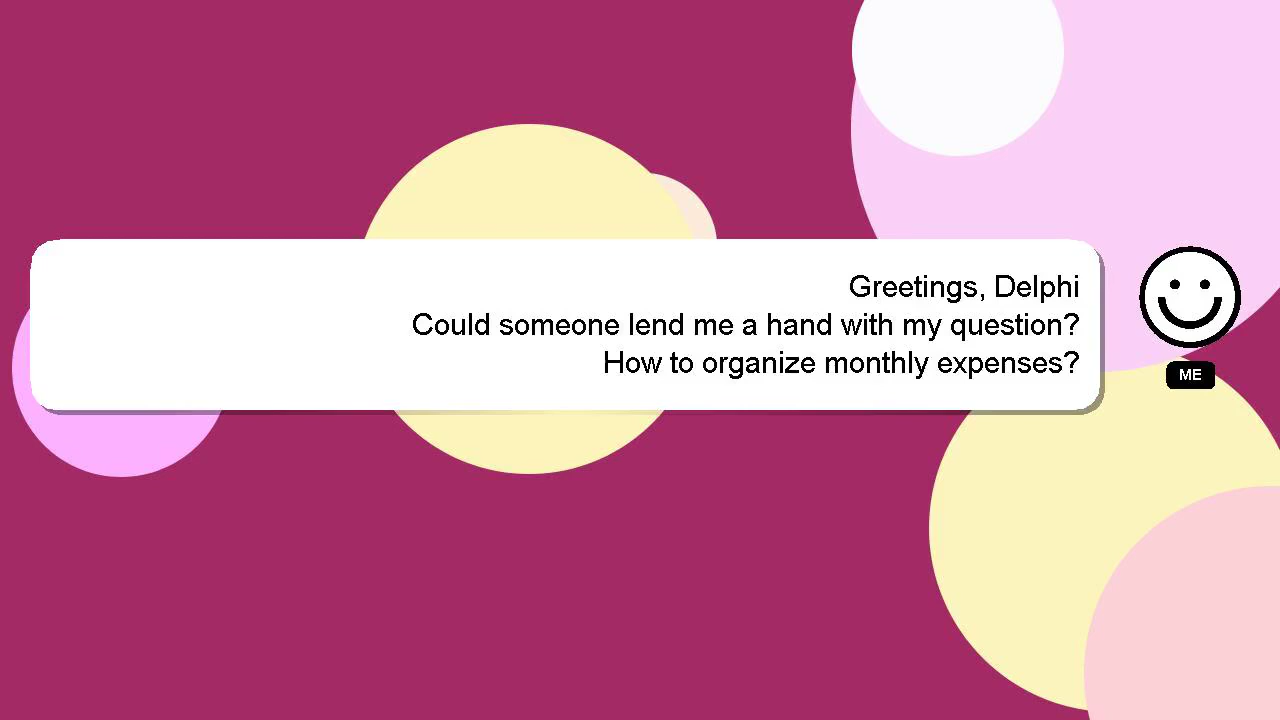 Greetings, Delphi
Could someone lend me a hand with my question?
How to organize monthly expenses?
ME